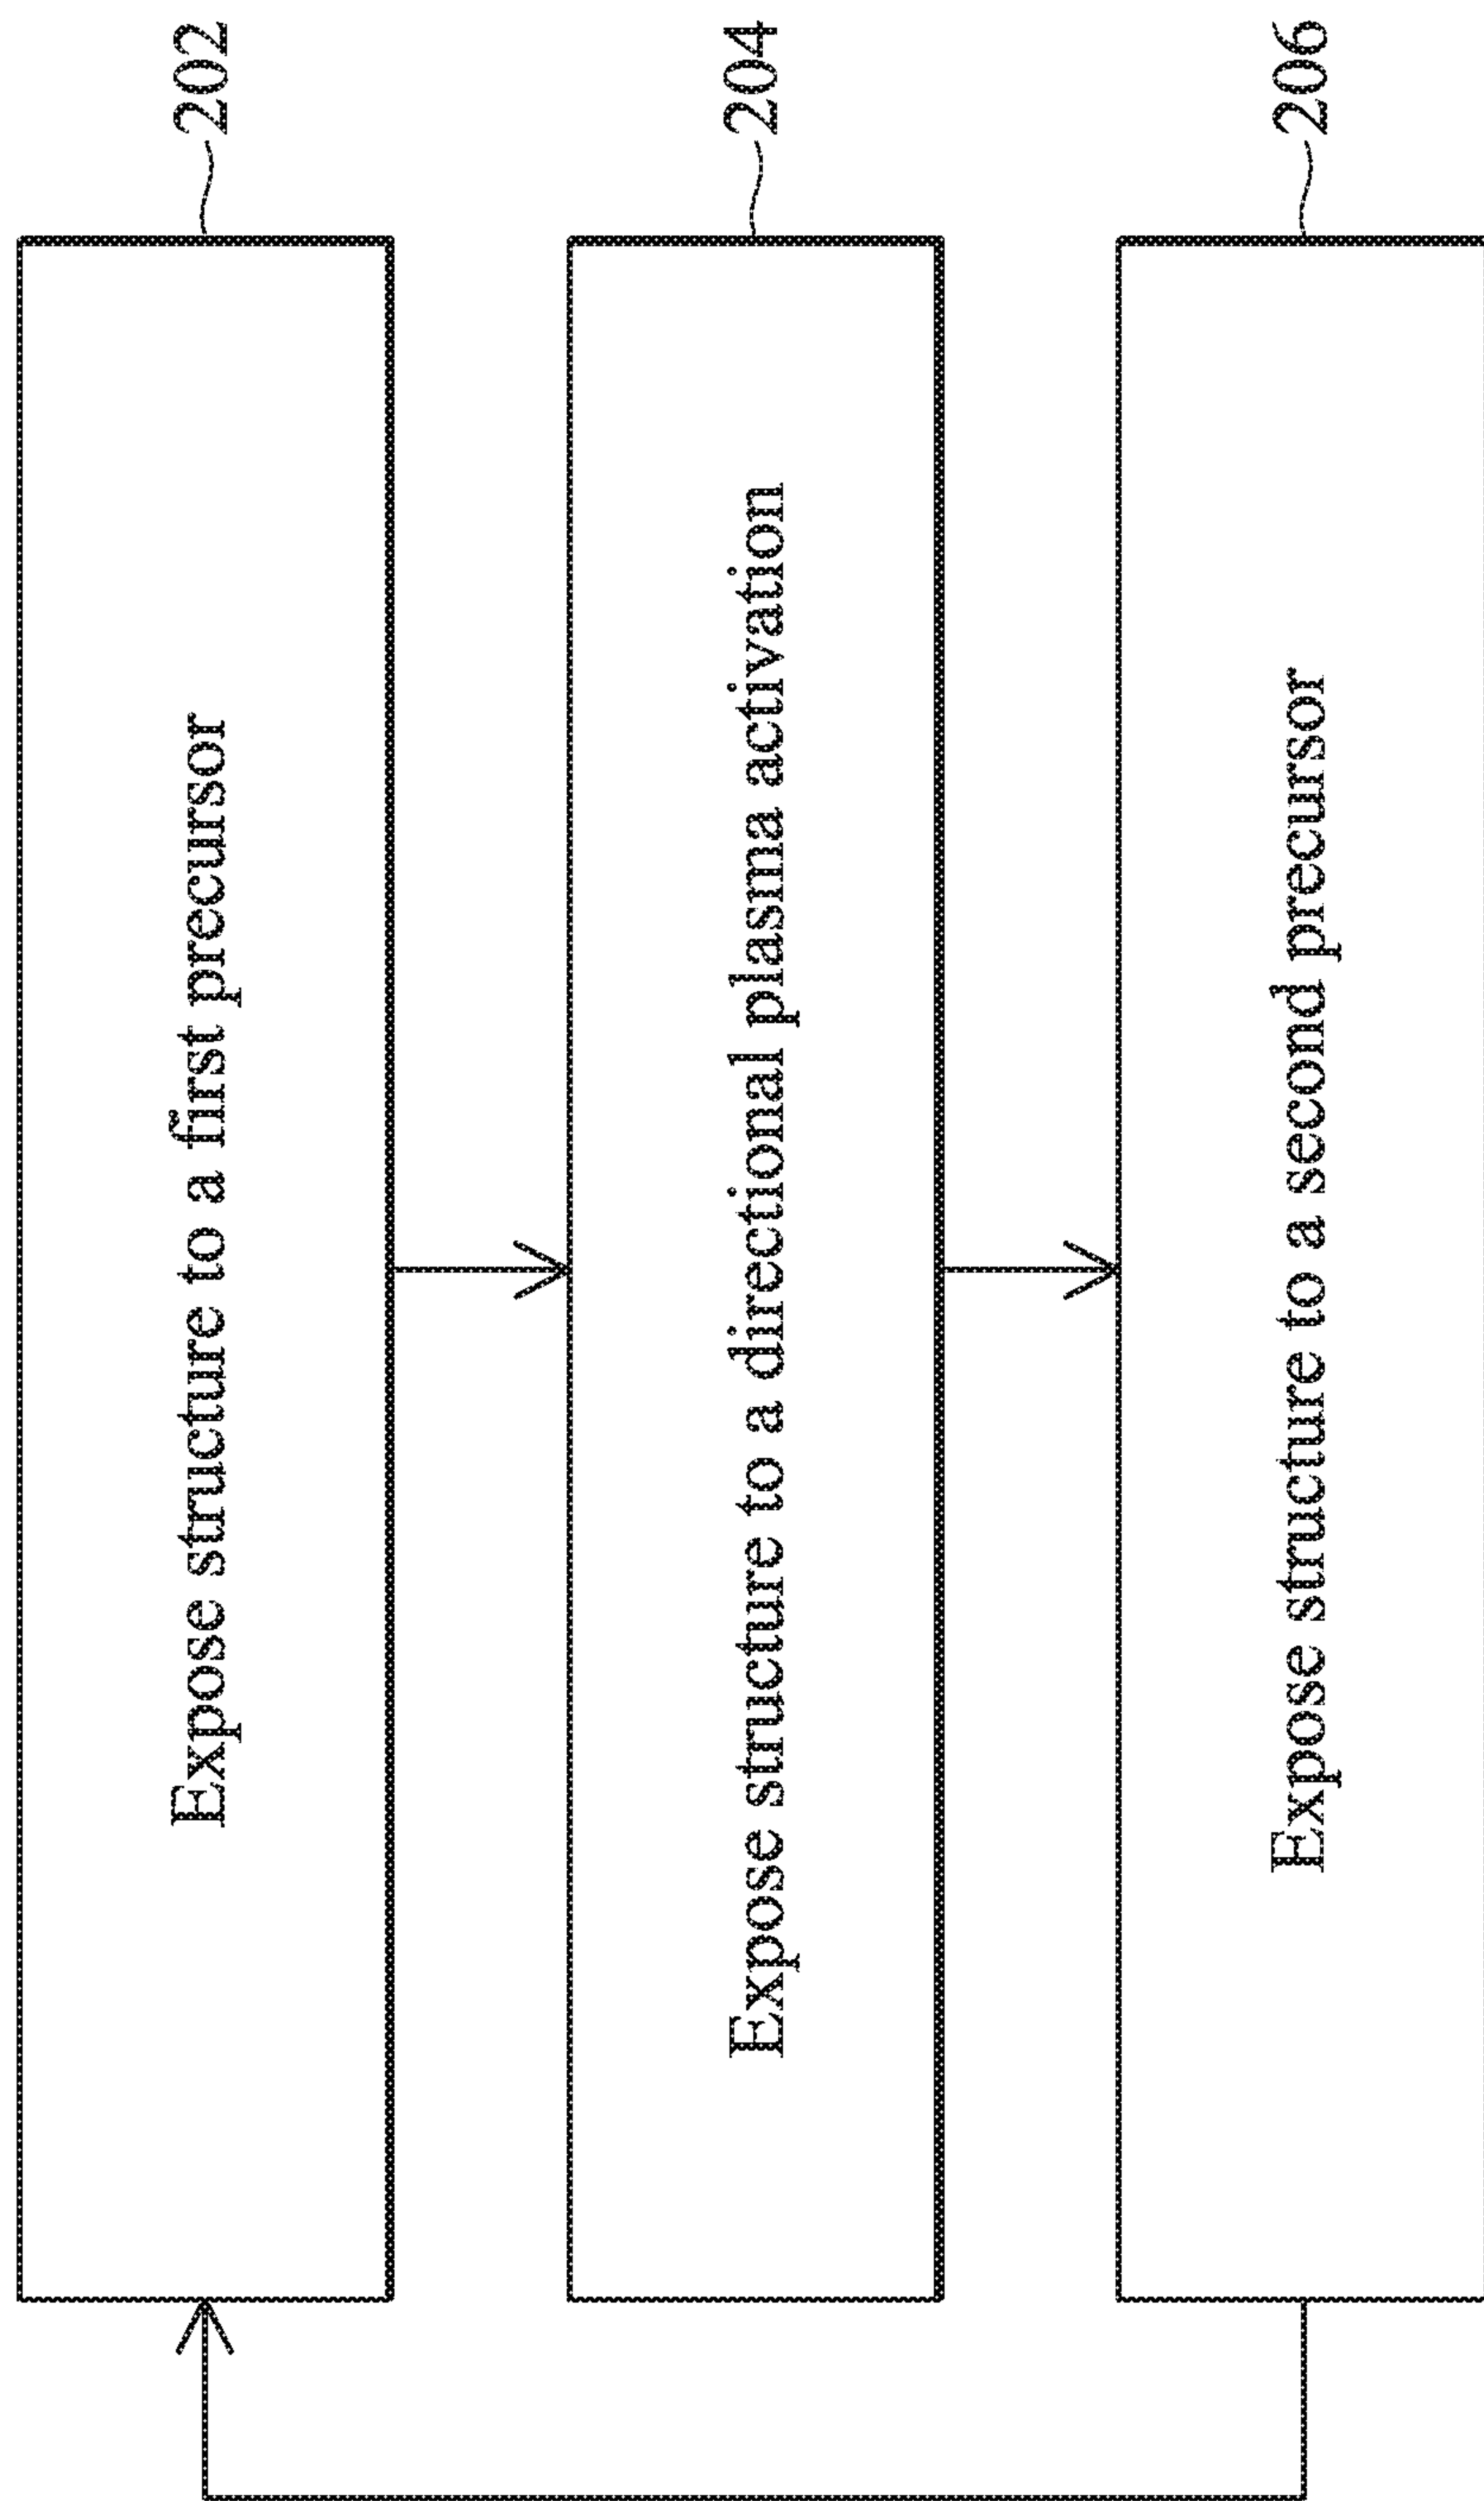 Expose structure to a first precursor
202
Expose structure to a directional plasma activation
204
Expose structure to a second precursor
206